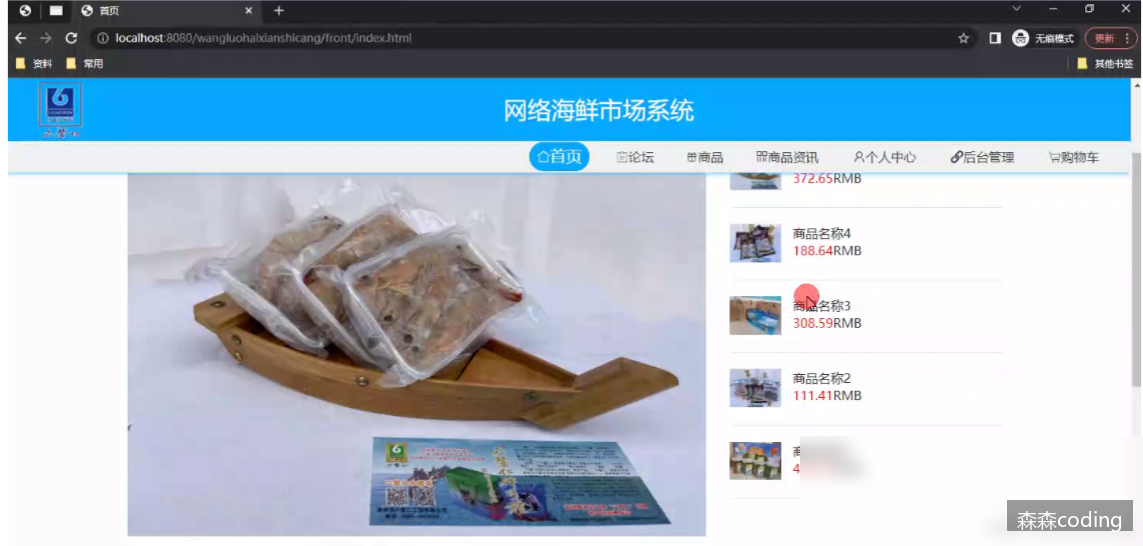 首页
localhost:8080/wangluohaixianshicang/front/index.html
无痕模式
更新
资料
常用
其他书签
6
网络海鲜市场系统
首页
论坛
商品
商品资讯
个人中心
后台管理
购物车
372.65RMB
商品名称4
188.64RMB
商品名称3
308.59RMB
商品名称2
111.41RMB
森森coding